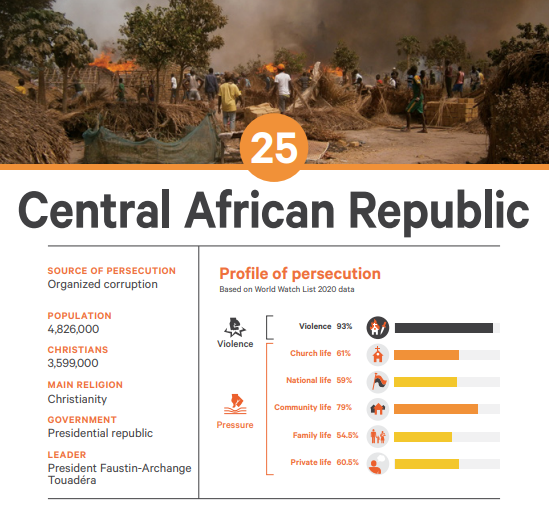 25
Central African Republic
SOURCE OF PERSECUTION
Organized corruption
POPULATION
4,826,000
CHRISTIANS
3,599,000
MAIN RELIGION
Christianity
GOVERNMENT
Presidential republic
LEADER
President Faustin-Archange
Touadéra
Profile of persecution
Based on World Watch List 2020 data
Violence
Violence 93%
Pressure
Church life 61%
National life 59%
Community life 79%
Family life 54.5%
Private life 60.5%